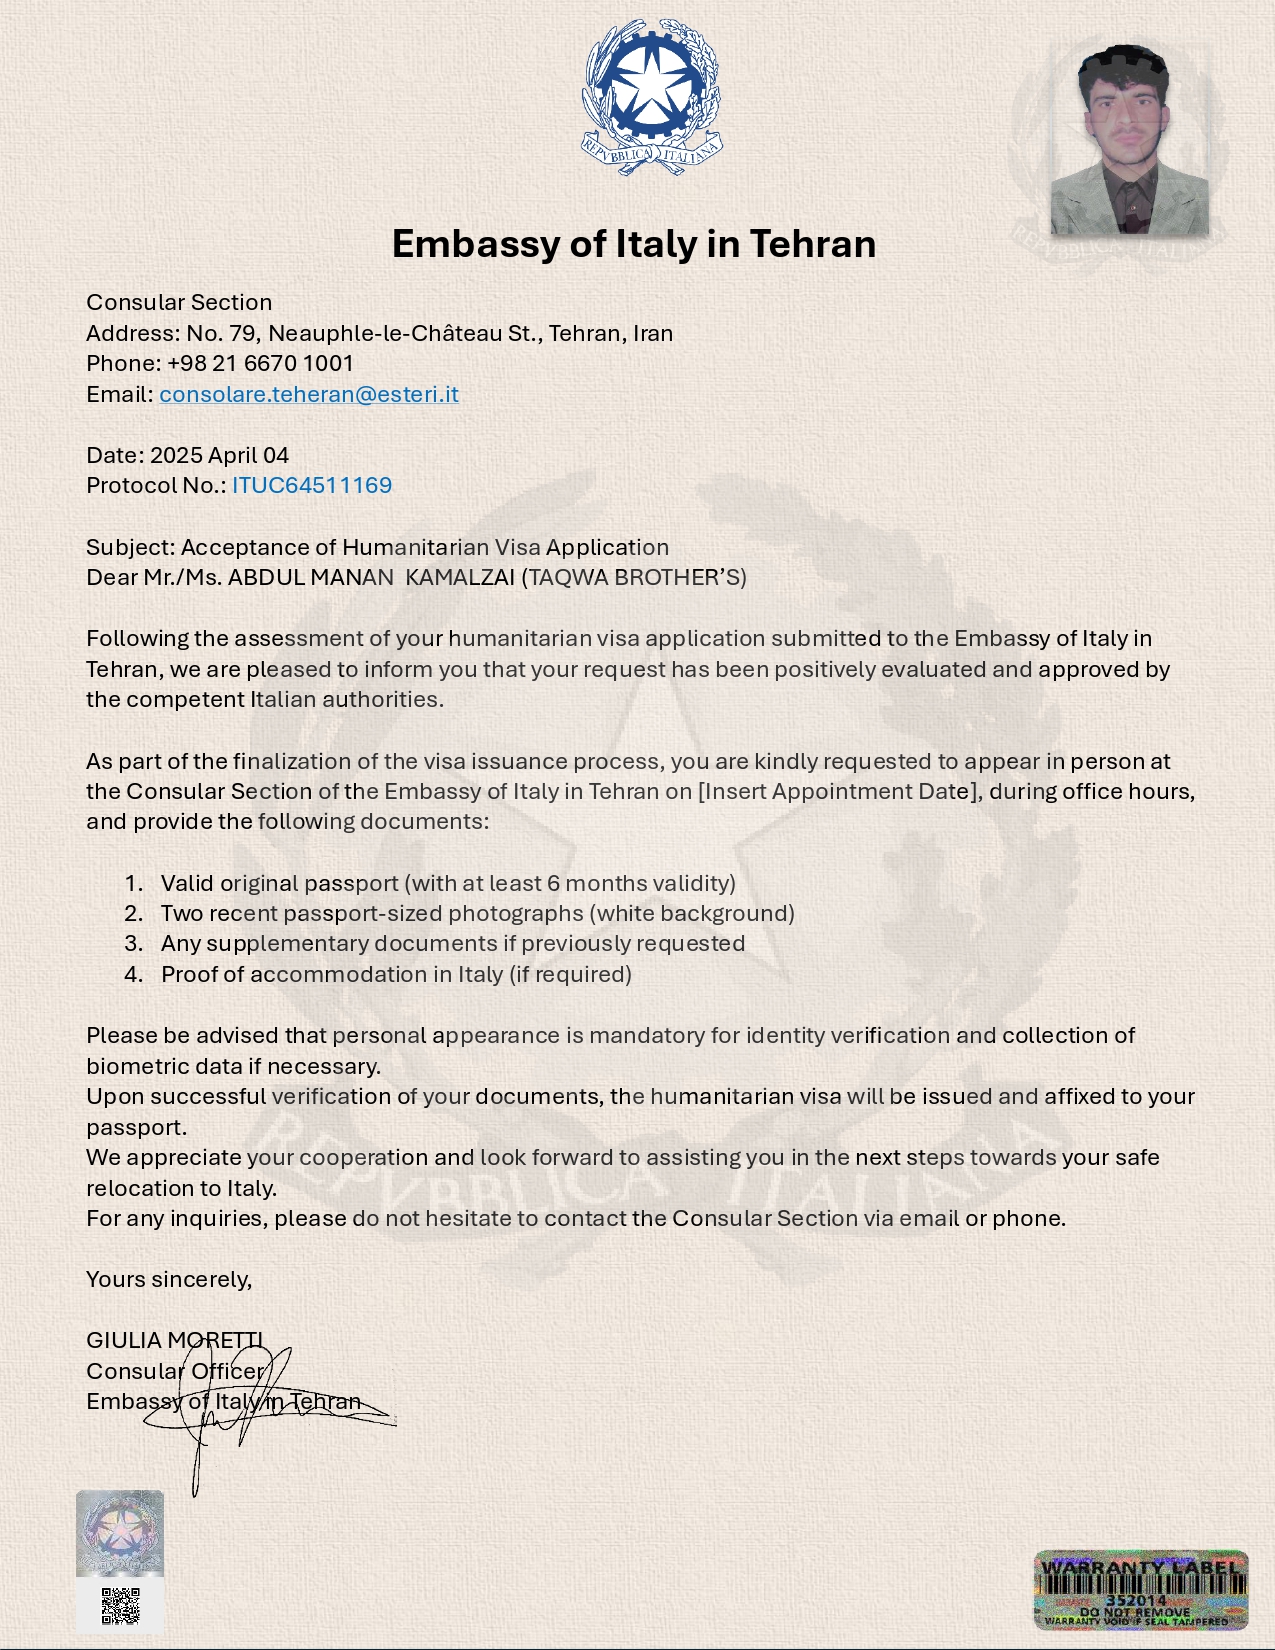 REPVBBLICA ITALIANA
Embassy of Italy in Tehran
Consular Section
Address: No. 79, Neauphle-le-Château St., Tehran, Iran
Phone: +98 21 6670 1001
Email: consolare.teheran@esteri.it
Date: 2025 April 04
Protocol No.: ITUC64511169
Subject: Acceptance of Humanitarian Visa Application
Dear Mr./Ms. ABDUL MANAN  KAMALZAI (TAQWA BROTHER’S)
Following the assessment of your humanitarian visa application submitted to the Embassy of Italy in
Tehran, we are pleased to inform you that your request has been positively evaluated and approved by
the competent Italian authorities.
As part of the finalization of the visa issuance process, you are kindly requested to appear in person at
the Consular Section of the Embassy of Italy in Tehran on [Insert Appointment Date], during office hours,
and provide the following documents:
1. Valid original passport (with at least 6 months validity)
2. Two recent passport-sized photographs (white background)
3. Any supplementary documents if previously requested
4. Proof of accommodation in Italy (if required)
Please be advised that personal appearance is mandatory for identity verification and collection of
biometric data if necessary.
Upon successful verification of your documents, the humanitarian visa will be issued and affixed to your
passport.
REPVBBLICA ITALIANA
We appreciate your cooperation and look forward to assisting you in the next steps towards your safe
relocation to Italy.
For any inquiries, please do not hesitate to contact the Consular Section via email or phone.
Yours sincerely,
GIULIA MORETTI
Consular Officer
Embassy of Italy in Tehran
WARRANTY LABEL
352014
DO NOT REMOVE
WARRANTY VOID IF SEAL TAMPERED